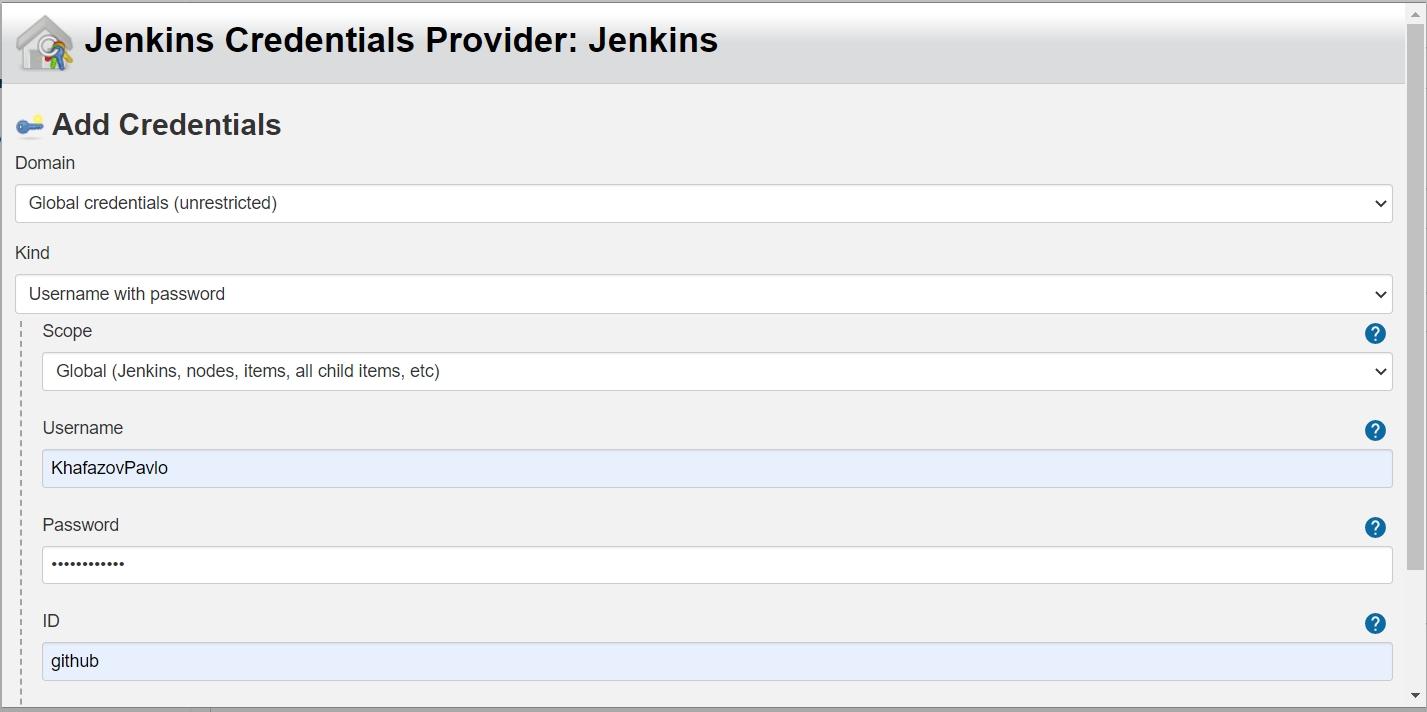 Jenkins Credentials Provider: Jenkins
Add Credentials
Domain
Global credentials (unrestricted)
Kind
Username with password
Scope
?
Global (Jenkins, nodes, items, all child items, etc)
Username
?
KhafazovPavlo
Password
?
••••••••••••
ID
?
github